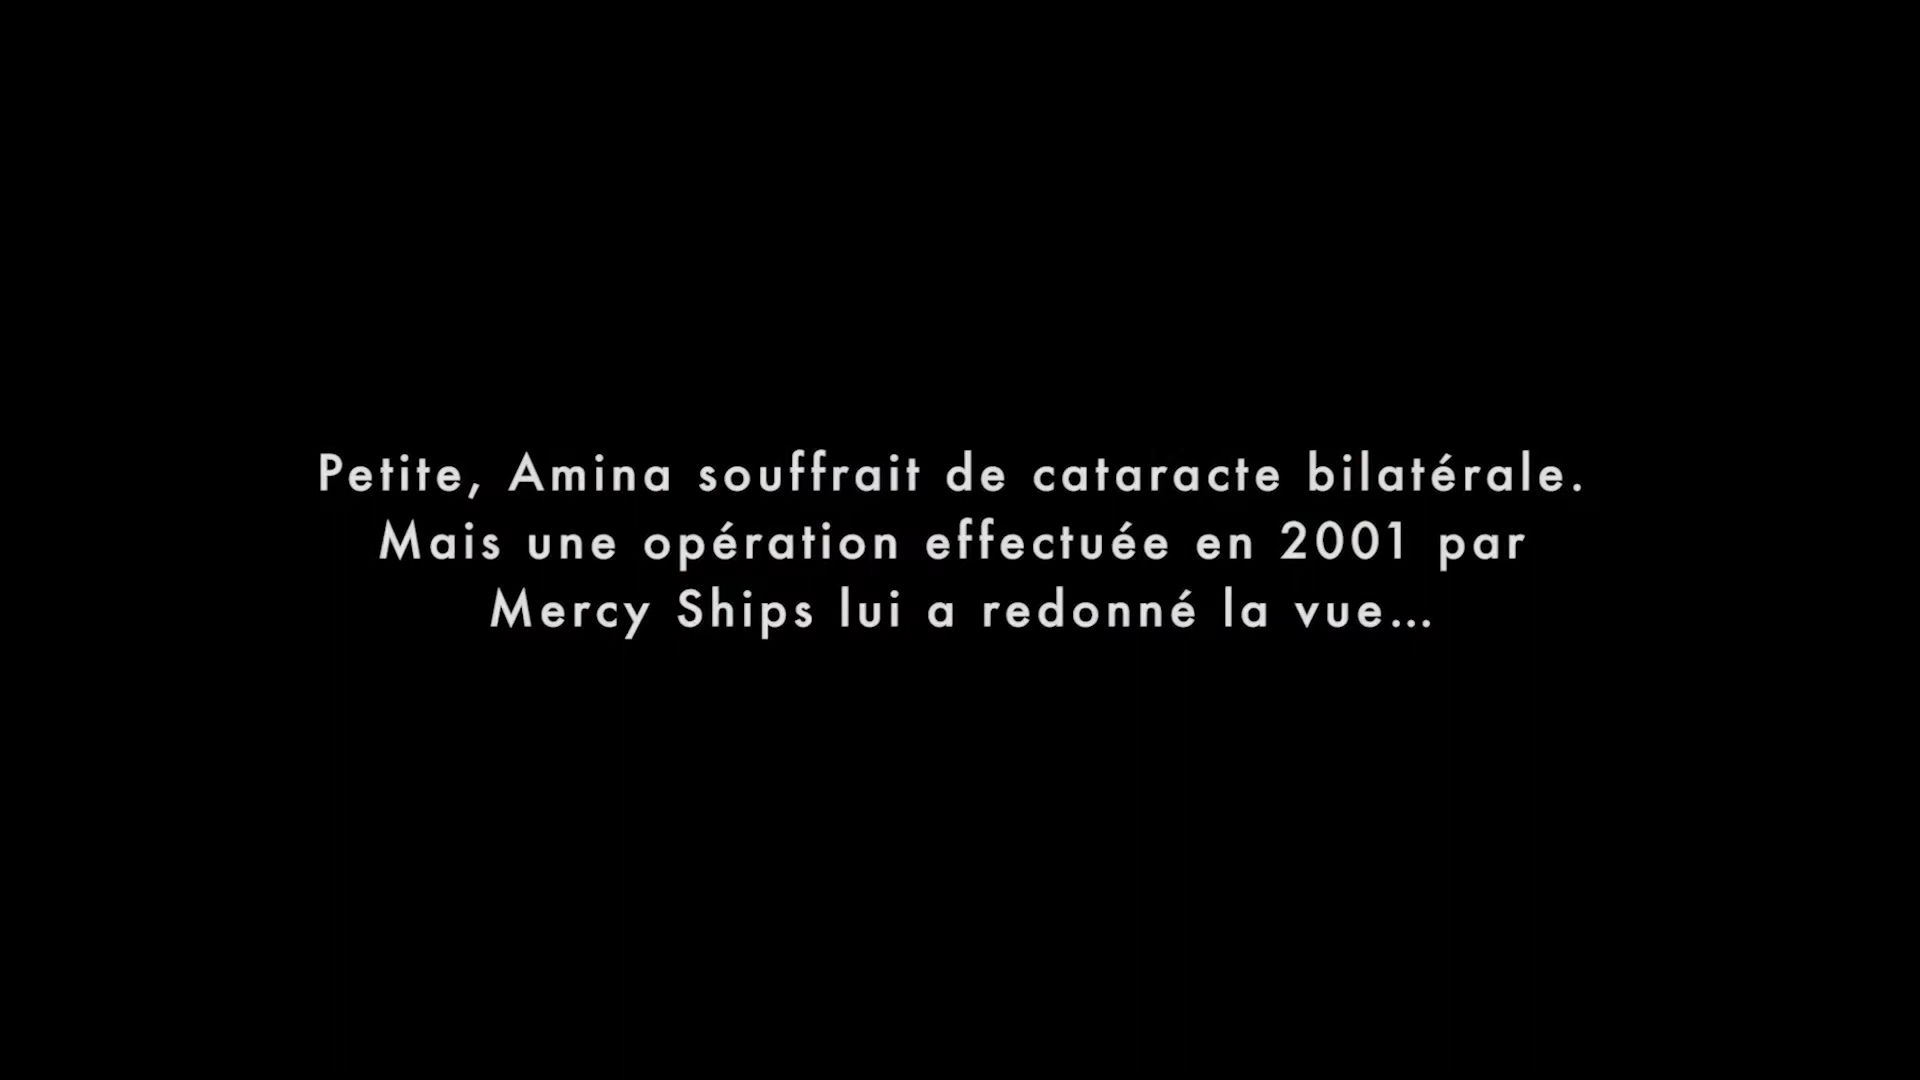 Petite, Amina souffrait de cataracte bilatérale.
Mais une opération effectuée en 2001 par
Mercy Ships lui a redonné la vue...